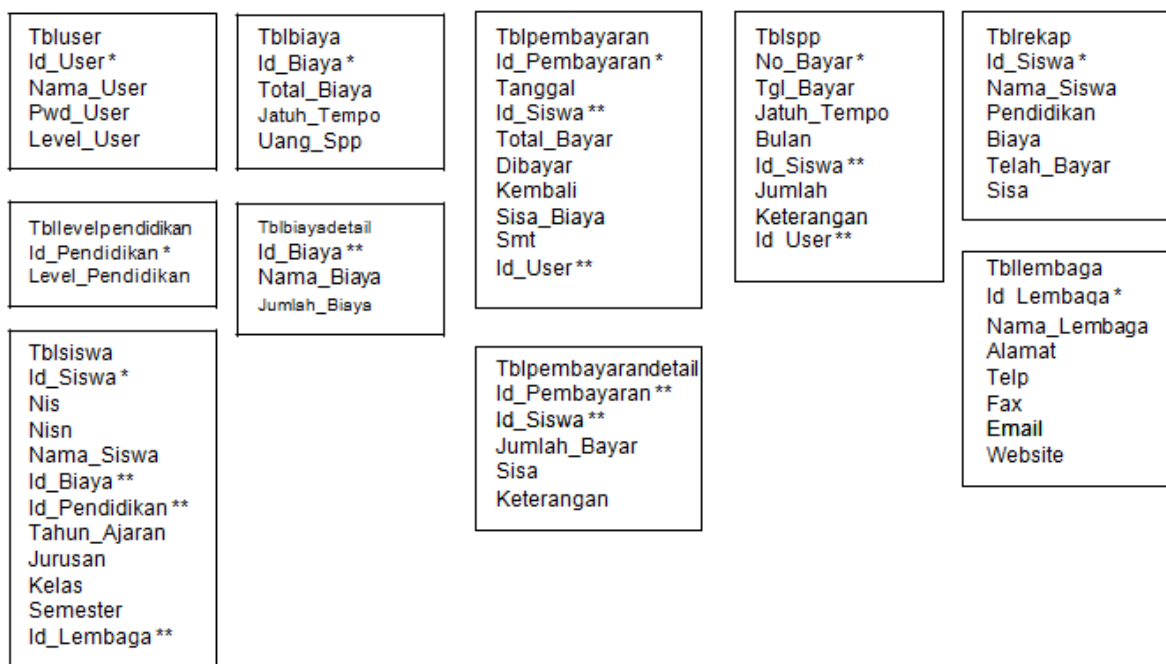 Tbluser
Id_User *
Nama_User
Pwd_User
Level_User
Tblbiaya
Id_Biaya *
Total_Biaya
Jatuh_Tempo
Uang_Spp
Tblpembayaran
Id_Pembayaran *
Tanggal
Id_Siswa **
Total_Bayar
Dibayar
Kembali
Sisa_Biaya
Smt
Id_User **
Tblspp
No_Bayar *
Tgl_Bayar
Jatuh_Tempo
Bulan
Id_Siswa **
Jumlah
Keterangan
Id_User **
Tblrekap
Id_Siswa *
Nama_Siswa
Pendidikan
Biaya
Telah_Bayar
Sisa
Tbllevelpendidikan
Id_Pendidikan *
Level_Pendidikan
Tblbiayadetail
Id_Biaya **
Nama_Biaya
Jumlah_Biaya
Tbllembaga
Id_Lembaga *
Nama_Lembaga
Alamat
Telp
Fax
Email
Website
Tblsiswa
Id_Siswa *
Nis
Nisn
Nama_Siswa
Id_Biaya **
Id_Pendidikan **
Tahun_Ajaran
Jurusan
Kelas
Semester
Id_Lembaga **
Tblpembayarandetail
Id_Pembayaran **
Id_Siswa **
Jumlah_Bayar
Sisa
Keterangan